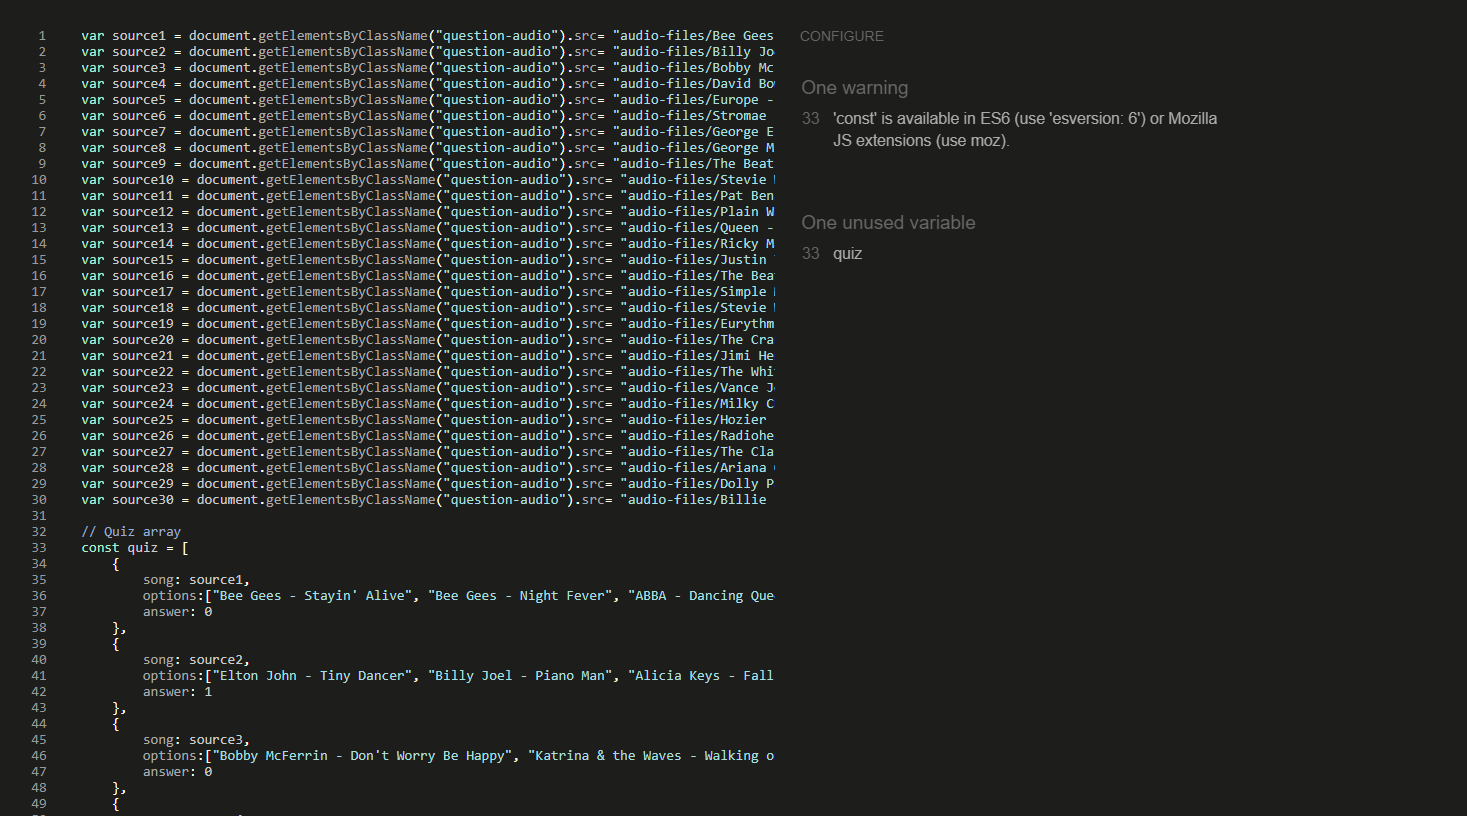 1 var source1 = document.getElementsByClassName("question-audio").src= "audio-files/Bee Gees
2 var source2 = document.getElementsByClassName("question-audio").src= "audio-files/Billy Jo
3 var source3 = document.getElementsByClassName("question-audio").src= "audio-files/Bobby Mc
4 var source4 = document.getElementsByClassName("question-audio").src= "audio-files/David Bo
5 var source5 = document.getElementsByClassName("question-audio").src= "audio-files/Europe -
6 var source6 = document.getElementsByClassName("question-audio").src= "audio-files/Stromae
7 var source7 = document.getElementsByClassName("question-audio").src= "audio-files/George E
8 var source8 = document.getElementsByClassName("question-audio").src= "audio-files/George M
9 var source9 = document.getElementsByClassName("question-audio").src= "audio-files/The Beat
10 var source10 = document.getElementsByClassName("question-audio").src= "audio-files/Stevie
11 var source11 = document.getElementsByClassName("question-audio").src= "audio-files/Pat Ben
12 var source12 = document.getElementsByClassName("question-audio").src= "audio-files/Plain W
13 var source13 = document.getElementsByClassName("question-audio").src= "audio-files/Queen -
14 var source14 = document.getElementsByClassName("question-audio").src= "audio-files/Ricky M
15 var source15 = document.getElementsByClassName("question-audio").src= "audio-files/Justin
16 var source16 = document.getElementsByClassName("question-audio").src= "audio-files/The Bea
17 var source17 = document.getElementsByClassName("question-audio").src= "audio-files/Simple
18 var source18 = document.getElementsByClassName("question-audio").src= "audio-files/Stevie
19 var source19 = document.getElementsByClassName("question-audio").src= "audio-files/Eurythm
20 var source20 = document.getElementsByClassName("question-audio").src= "audio-files/The Cra
21 var source21 = document.getElementsByClassName("question-audio").src= "audio-files/Jimi He
22 var source22 = document.getElementsByClassName("question-audio").src= "audio-files/The Whi
23 var source23 = document.getElementsByClassName("question-audio").src= "audio-files/Vance J
24 var source24 = document.getElementsByClassName("question-audio").src= "audio-files/Milky C
25 var source25 = document.getElementsByClassName("question-audio").src= "audio-files/Hozier
26 var source26 = document.getElementsByClassName("question-audio").src= "audio-files/Radiohe
27 var source27 = document.getElementsByClassName("question-audio").src= "audio-files/The Cla
28 var source28 = document.getElementsByClassName("question-audio").src= "audio-files/Ariana
29 var source29 = document.getElementsByClassName("question-audio").src= "audio-files/Dolly P
30 var source30 = document.getElementsByClassName("question-audio").src= "audio-files/Billie
31
32 // Quiz array
33 const quiz = [
34 {
35 song: source1,
36 options:["Bee Gees - Stayin' Alive", "Bee Gees - Night Fever", "ABBA - Dancing Que
37 answer: 0
38 },
39 {
40 song: source2,
41 options:["Elton John - Tiny Dancer", "Billy Joel - Piano Man", "Alicia Keys - Fall
42 answer: 1
43 },
44 {
45 song: source3,
46 options:["Bobby McFerrin - Don't Worry Be Happy", "Katrina & the Waves - Walking o
47 answer: 0
48 },
49 {
CONFIGURE
One warning
33 'const' is available in ES6 (use 'esversion: 6') or Mozilla
JS extensions (use moz).
One unused variable
33 quiz